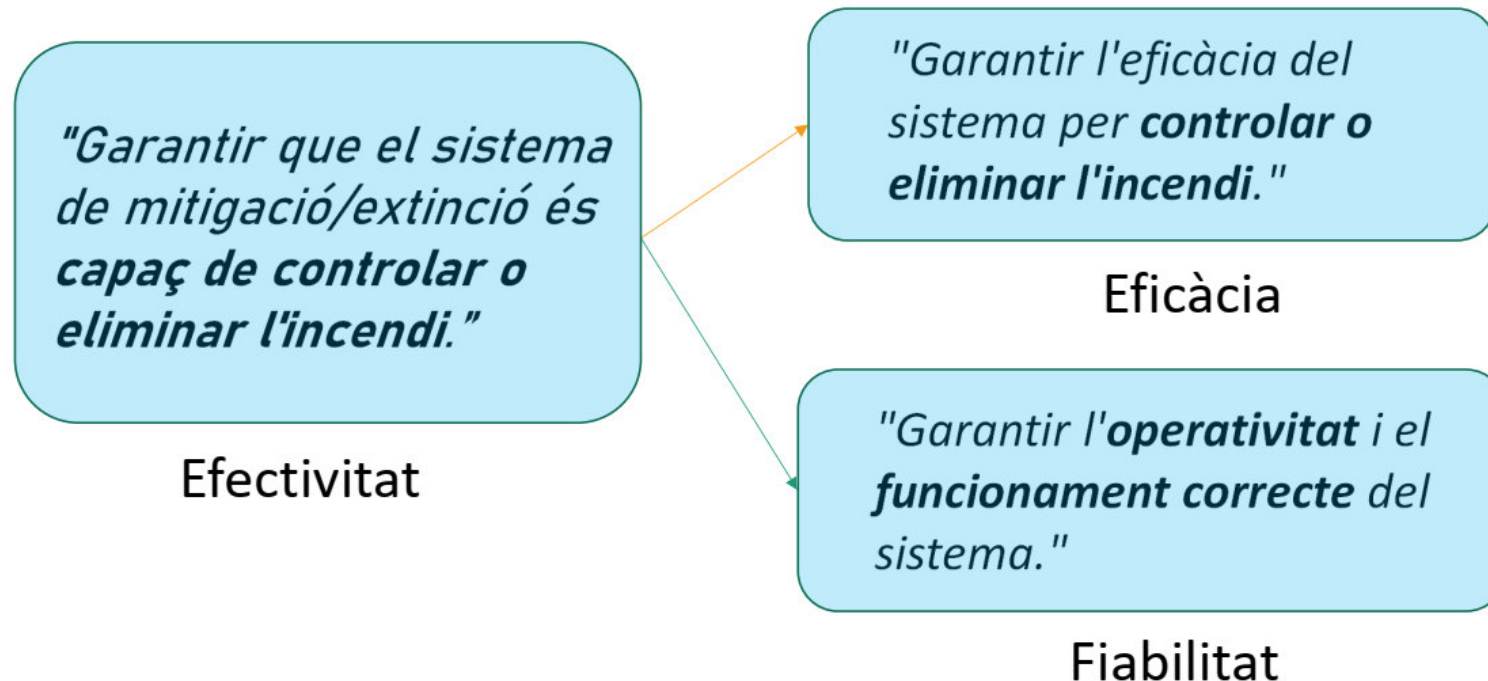 "Garantir que el sistema
de mitigació/extinció és
capaç de controlar o
eliminar l'incendi."
Efectivitat
"Garantir l'eficàcia del
sistema per controlar o
eliminar l'incendi."
Eficàcia
"Garantir l'operativitat i el
funcionament correcte del
sistema."
Fiabilitat